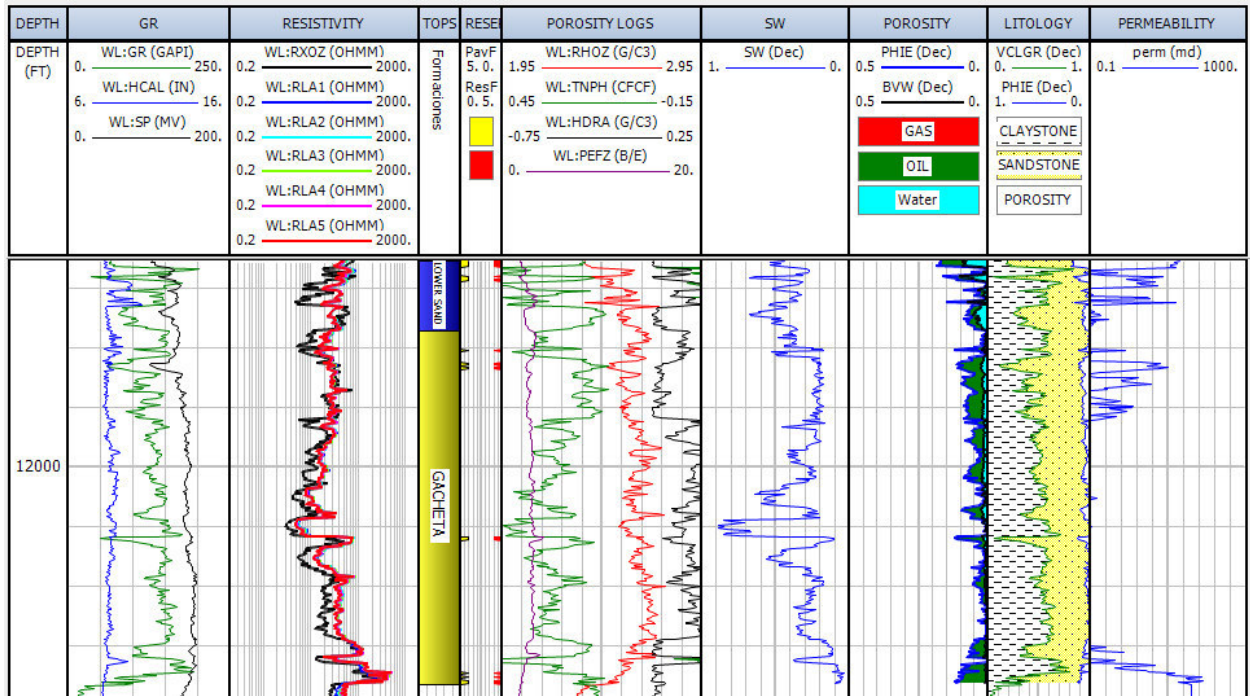 DEPTH GR RESISTIVITY TOPS RESE POROSITY LOGS SW POROSITY LITOLOGY PERMEABILITY
DEPTH
(FT)
WL:GR (GAPI)
0. 250.
WL:HCAL (IN)
6. 16.
WL:SP (MV)
0. 200.
WL:RXOZ (OHMM)
0.2 2000.
WL:RLA1 (OHMM)
0.2 2000.
WL:RLA2 (OHMM)
0.2 2000.
WL:RLA3 (OHMM)
0.2 2000.
WL:RLA4 (OHMM)
0.2 2000.
WL:RLA5 (OHMM)
0.2 2000.
Formaciones
PavF
5. 0.
ResF
0. 5.
WL:RHOZ (G/C3)
1.95 2.95
WL:TNPH (CFCF)
0.45 -0.15
WL:HDRA (G/C3)
-0.75 0.25
WL:PEFZ (B/E)
0. 20.
SW (Dec)
1. 0.
PHIE (Dec)
0.5 0.
BVW (Dec)
0.5 0.
GAS
OIL
Water
VCLGR (Dec)
0. 1.
PHIE (Dec)
1. 0.
CLAYSTONE
SANDSTONE
POROSITY
perm (md)
0.1 1000.
LOWER SAND
12000
GACHETA